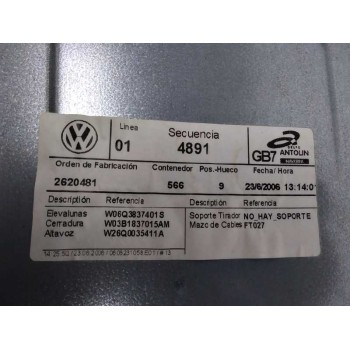 Linea Secuencia
01 4891
GB7 ANTOLIN
Orden de Fabricación Contenedor Pos.-Hueco Fecha/ Hora
2620481 566 9 23/6/2006 13:14:01
Descripción Referencia Descripción Referencia
Elevalunas W06Q3837401S Soporte Tirador NO_HAY_SOPORTE
Cerradura W03B1837015AM Mazo de Cables FT027
Altavoz W26Q0035411A